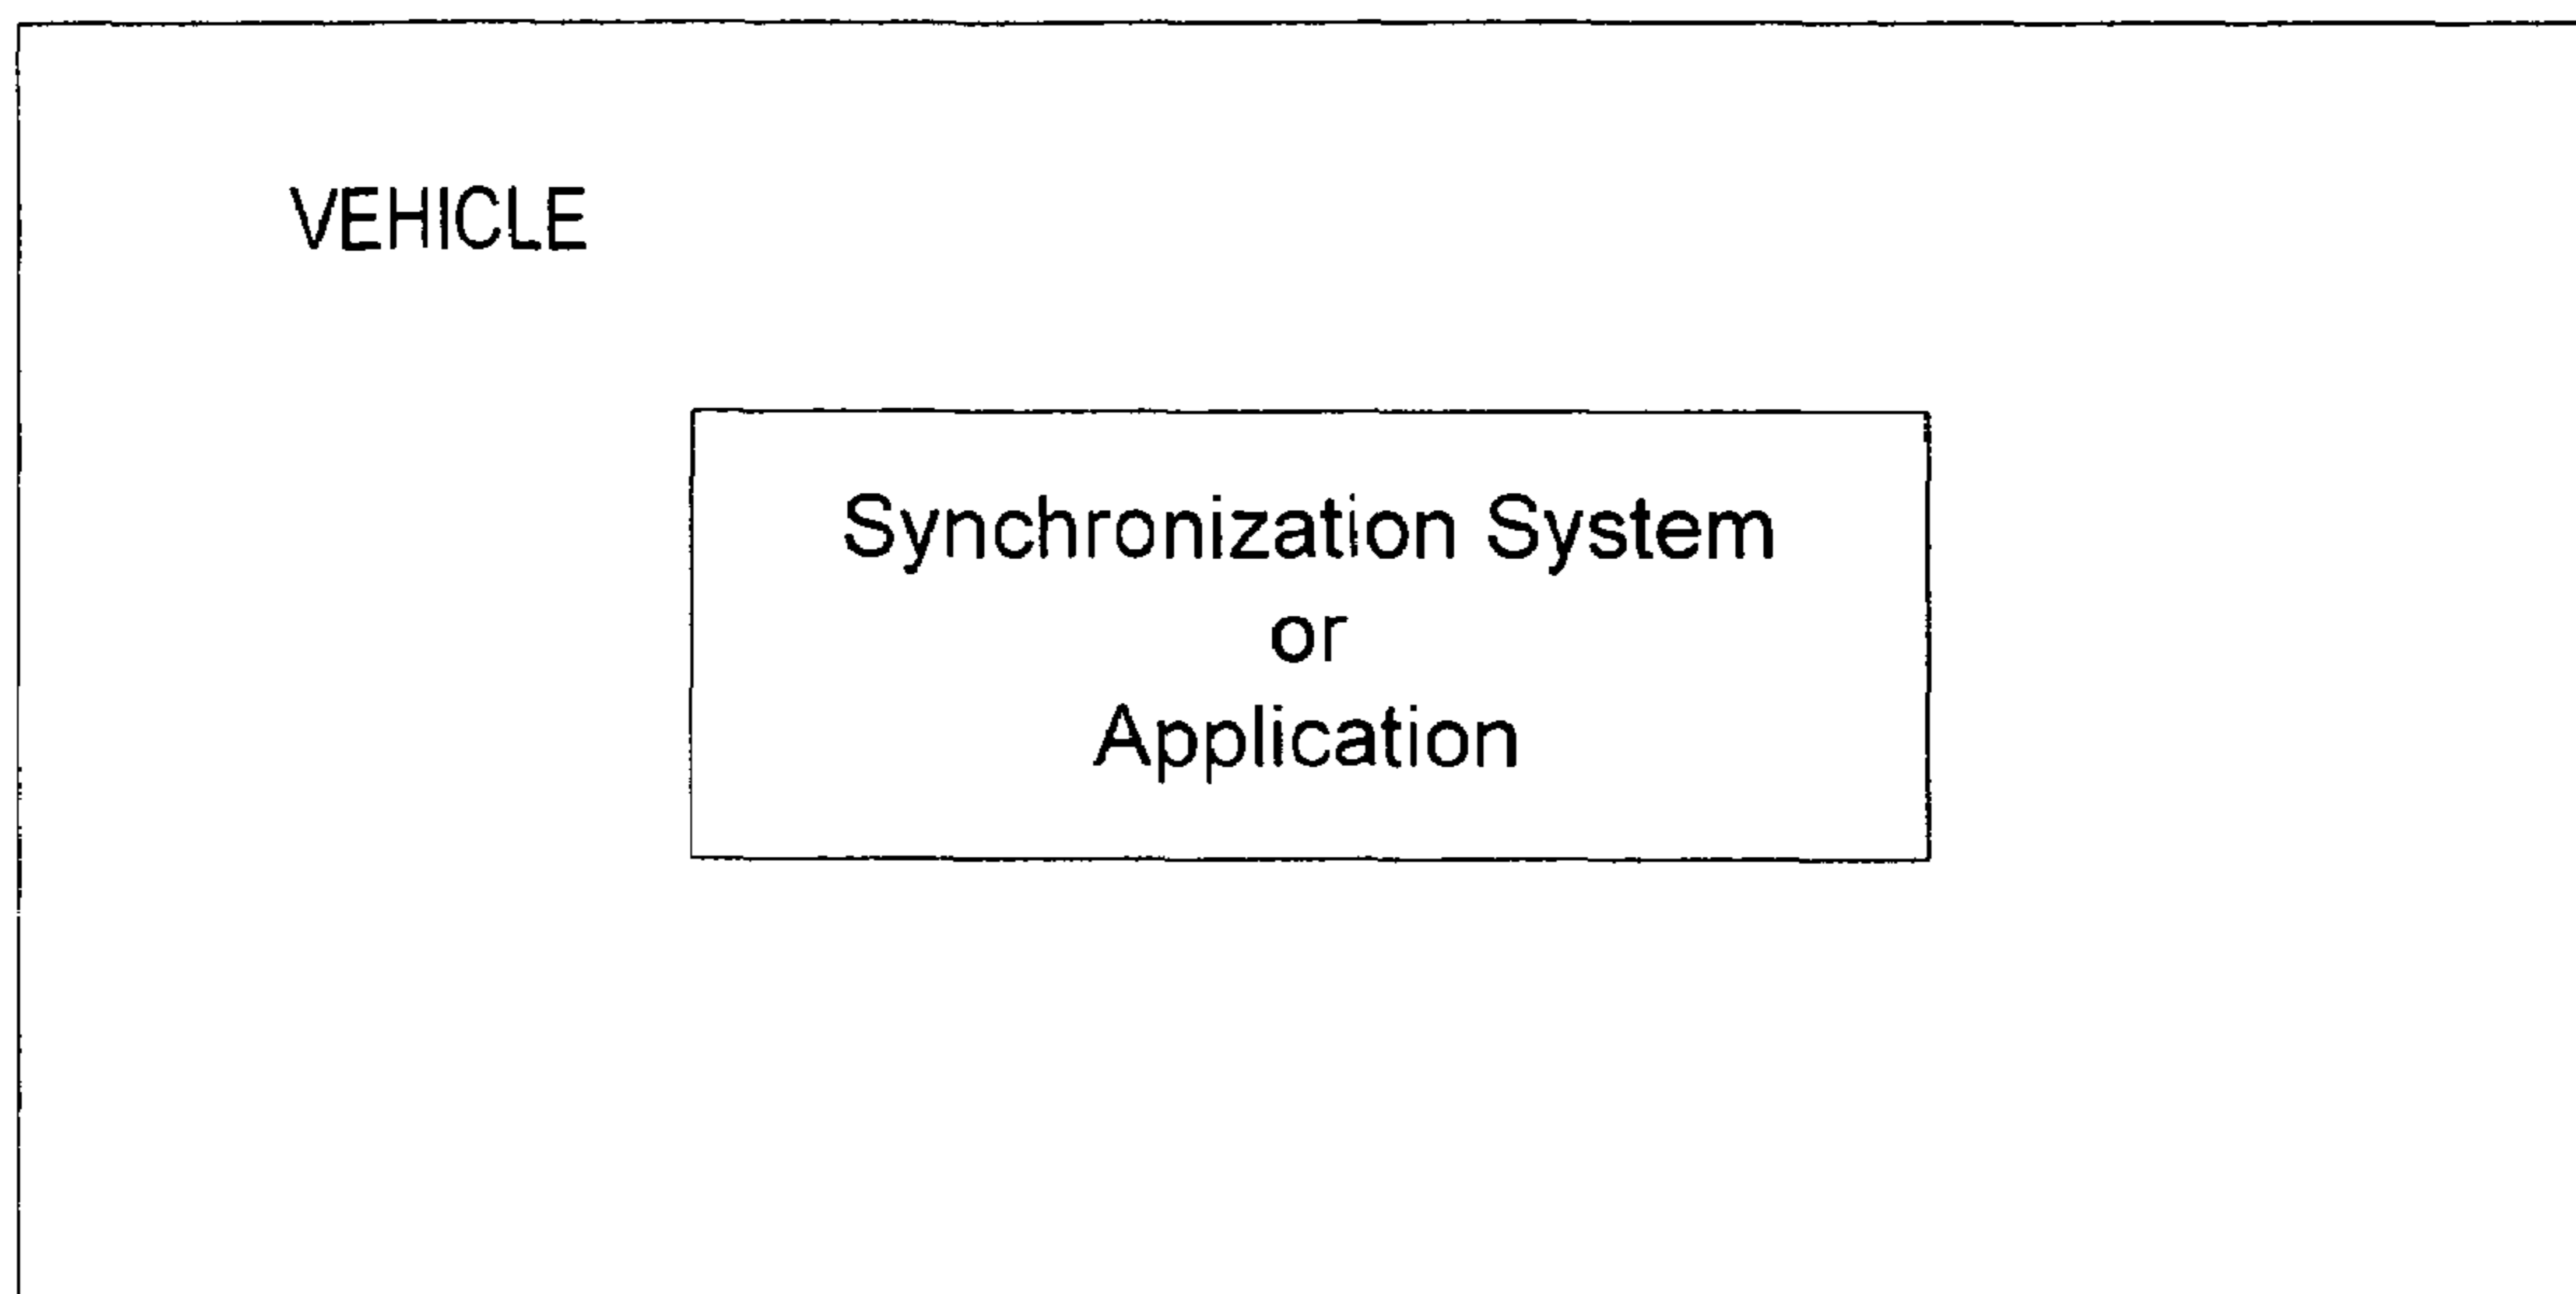 VEHICLE
Synchronization System
or
Application